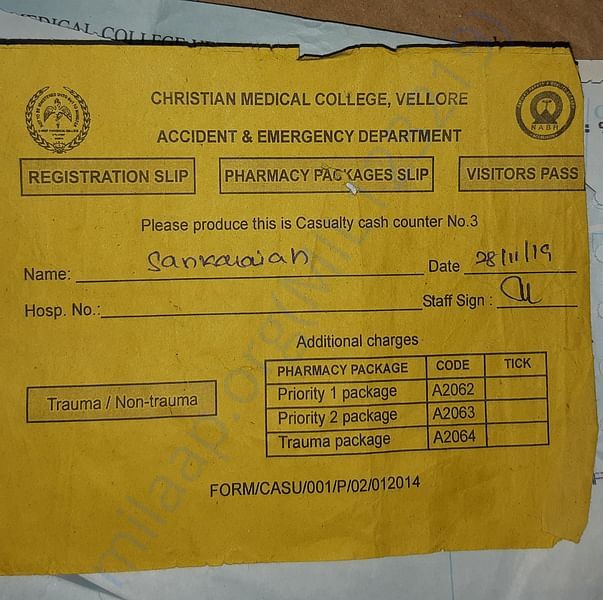 MEDICAL COLLEGE
CHRISTIAN MEDICAL COLLEGE, VELLORE
ACCIDENT & EMERGENCY DEPARTMENT
NABH
REGISTRATION SLIP PHARMACY PACKAGES SLIP VISITORS PASS
Please produce this is Casualty cash counter No.3
Name: Sankaraiah Date 28/11/19
Hosp. No.: Staff Sign :
Additional charges
PHARMACY PACKAGE CODE TICK
Priority 1 package A2062
Priority 2 package A2063
Trauma package A2064
Trauma / Non-trauma
FORM/CASU/001/P/02/012014